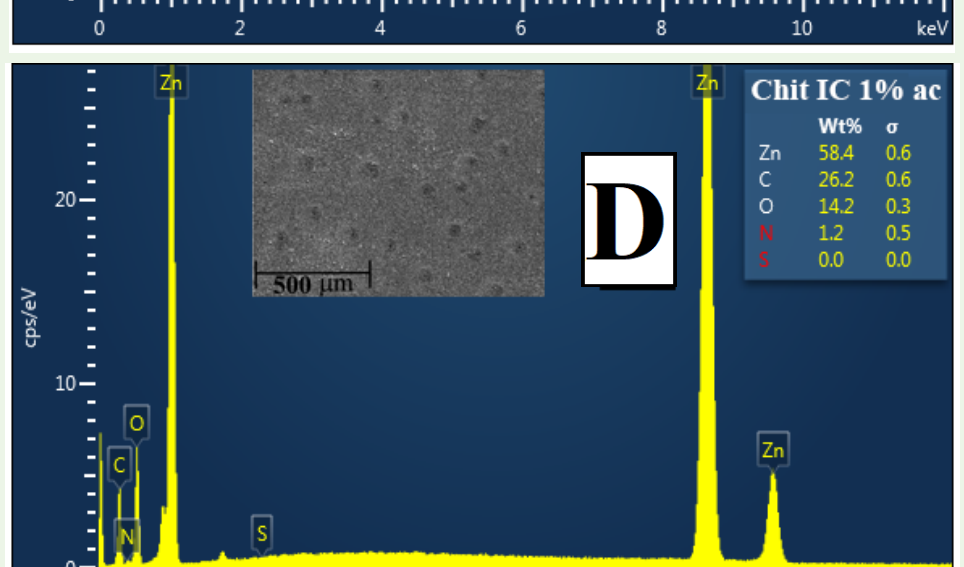 0 2 4 6 8 10 keV
Zn
Zn
Chit IC 1% ac
Wt% σ
Zn 58.4 0.6
C 26.2 0.6
O 14.2 0.3
N 1.2 0.5
S 0.0 0.0
D
20
500 μm
cps/eV
10
O
C
Zn
N
S
0